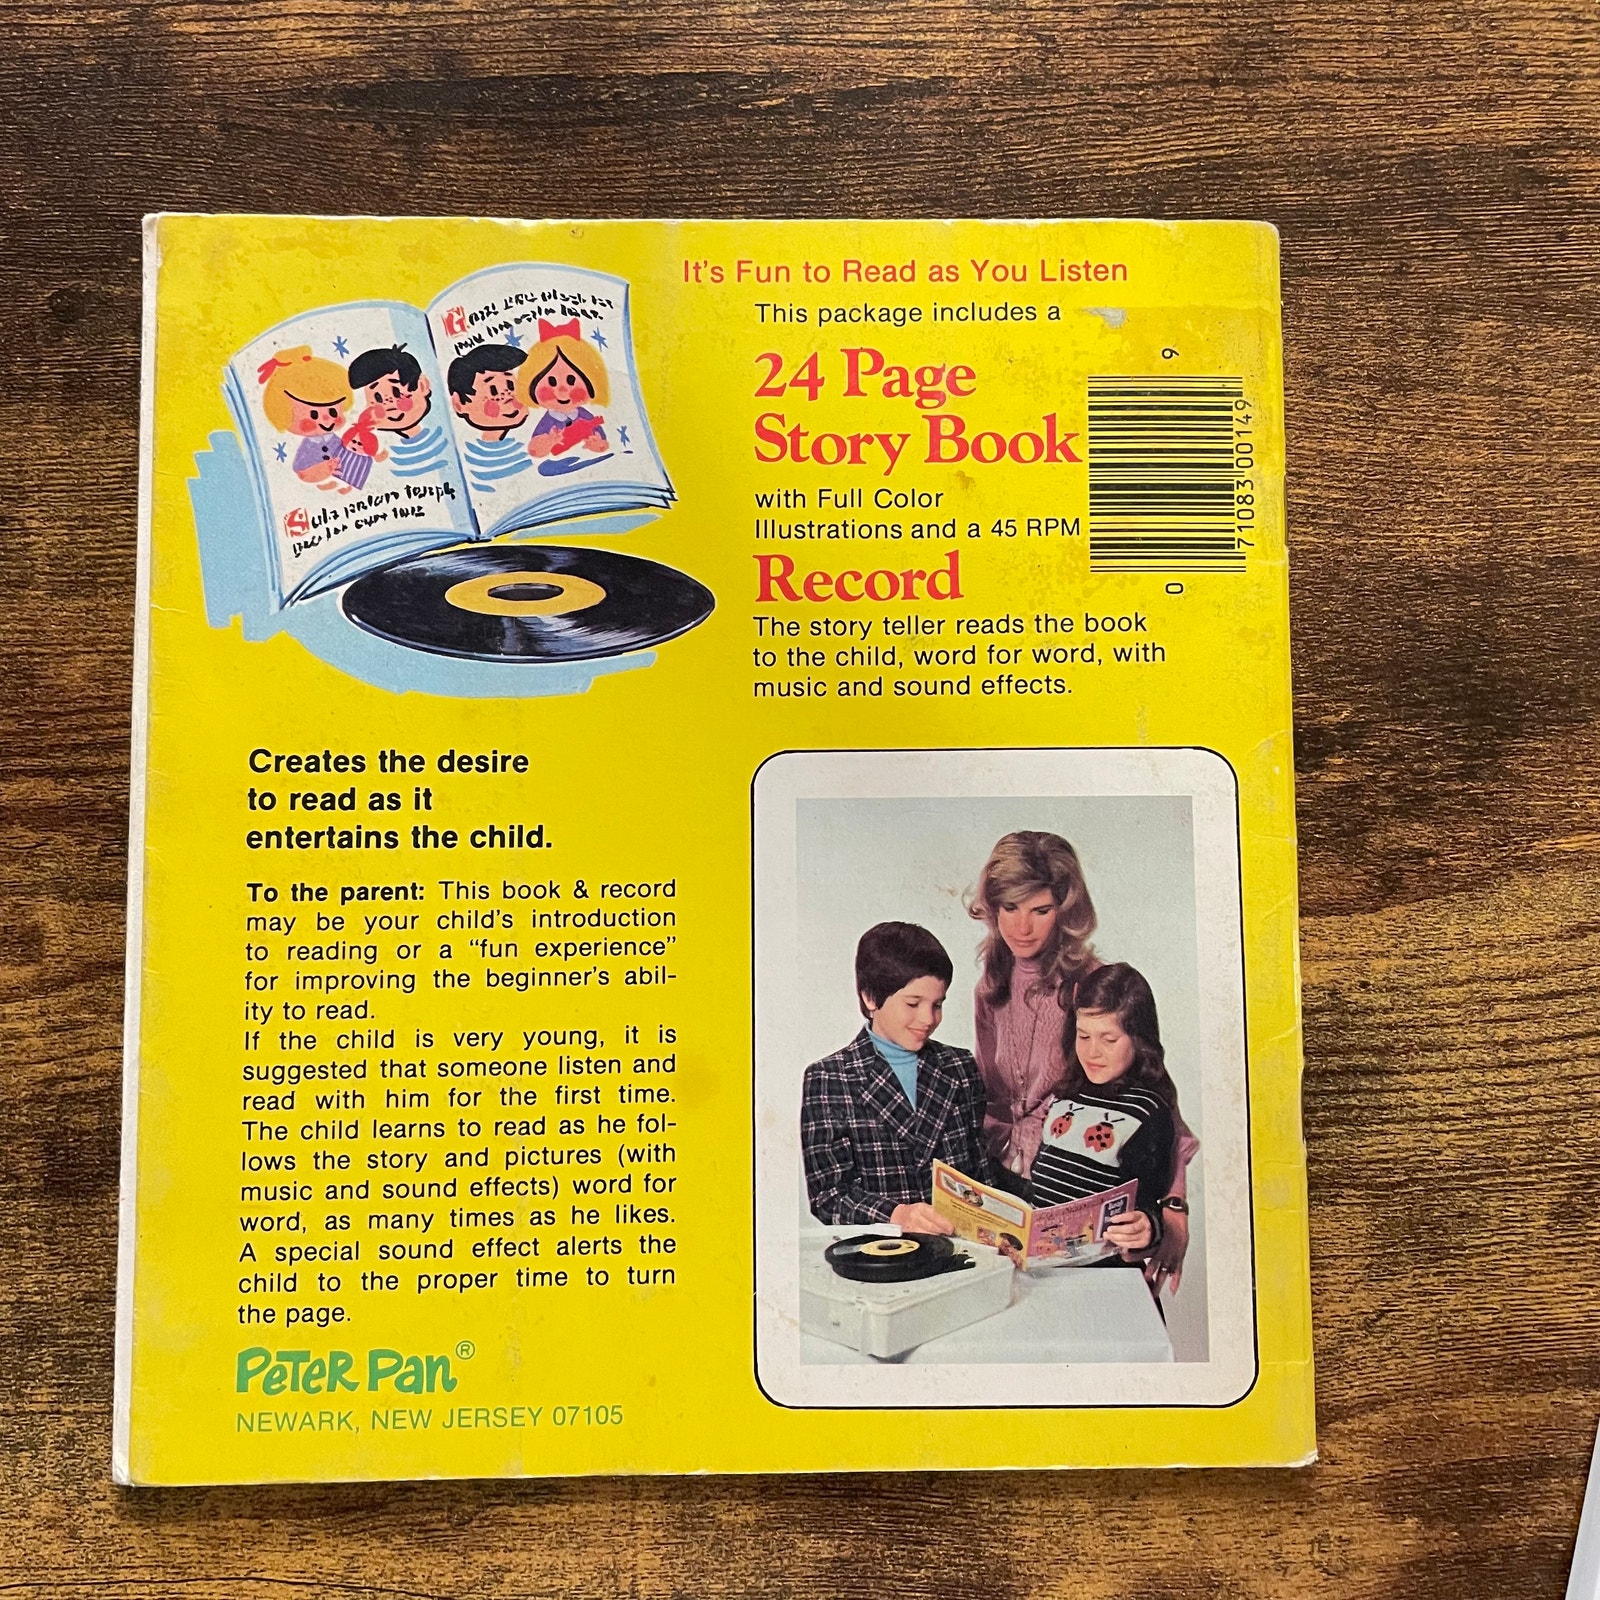 It's Fun to Read as You Listen
This package includes a
24 Page
Story Book
with Full Color
Illustrations and a 45 RPM
Record
The story teller reads the book
to the child, word for word, with
music and sound effects.
0 71083 00149 9
Creates the desire
to read as it
entertains the child.
To the parent: This book & record
may be your child's introduction
to reading or a “fun experience”
for improving the beginner's abil-
ity to read.
If the child is very young, it is
suggested that someone listen and
read with him for the first time.
The child learns to read as he fol-
lows the story and pictures (with
music and sound effects) word for
word, as many times as he likes.
A special sound effect alerts the
child to the proper time to turn
the page.
PETER PAN®
NEWARK, NEW JERSEY 07105